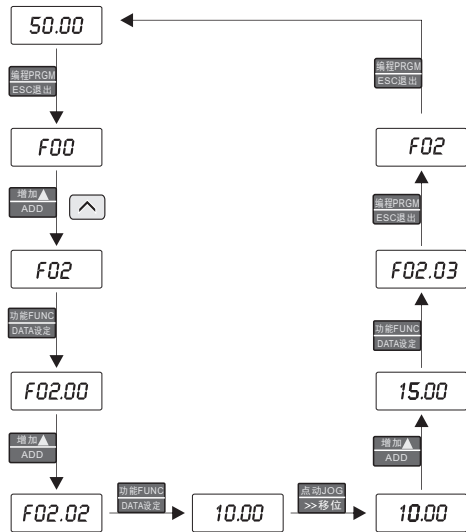 50.00
编程PRGM
ESC退出
F00
增加▲
ADD
F02
功能FUNC
DATA设定
F02.00
增加▲
ADD
F02.02
功能FUNC
DATA设定
10.00
点动JOG
>>移位
10.00
增加▲
ADD
15.00
功能FUNC
DATA设定
F02.03
编程PRGM
ESC退出
F02
编程PRGM
ESC退出